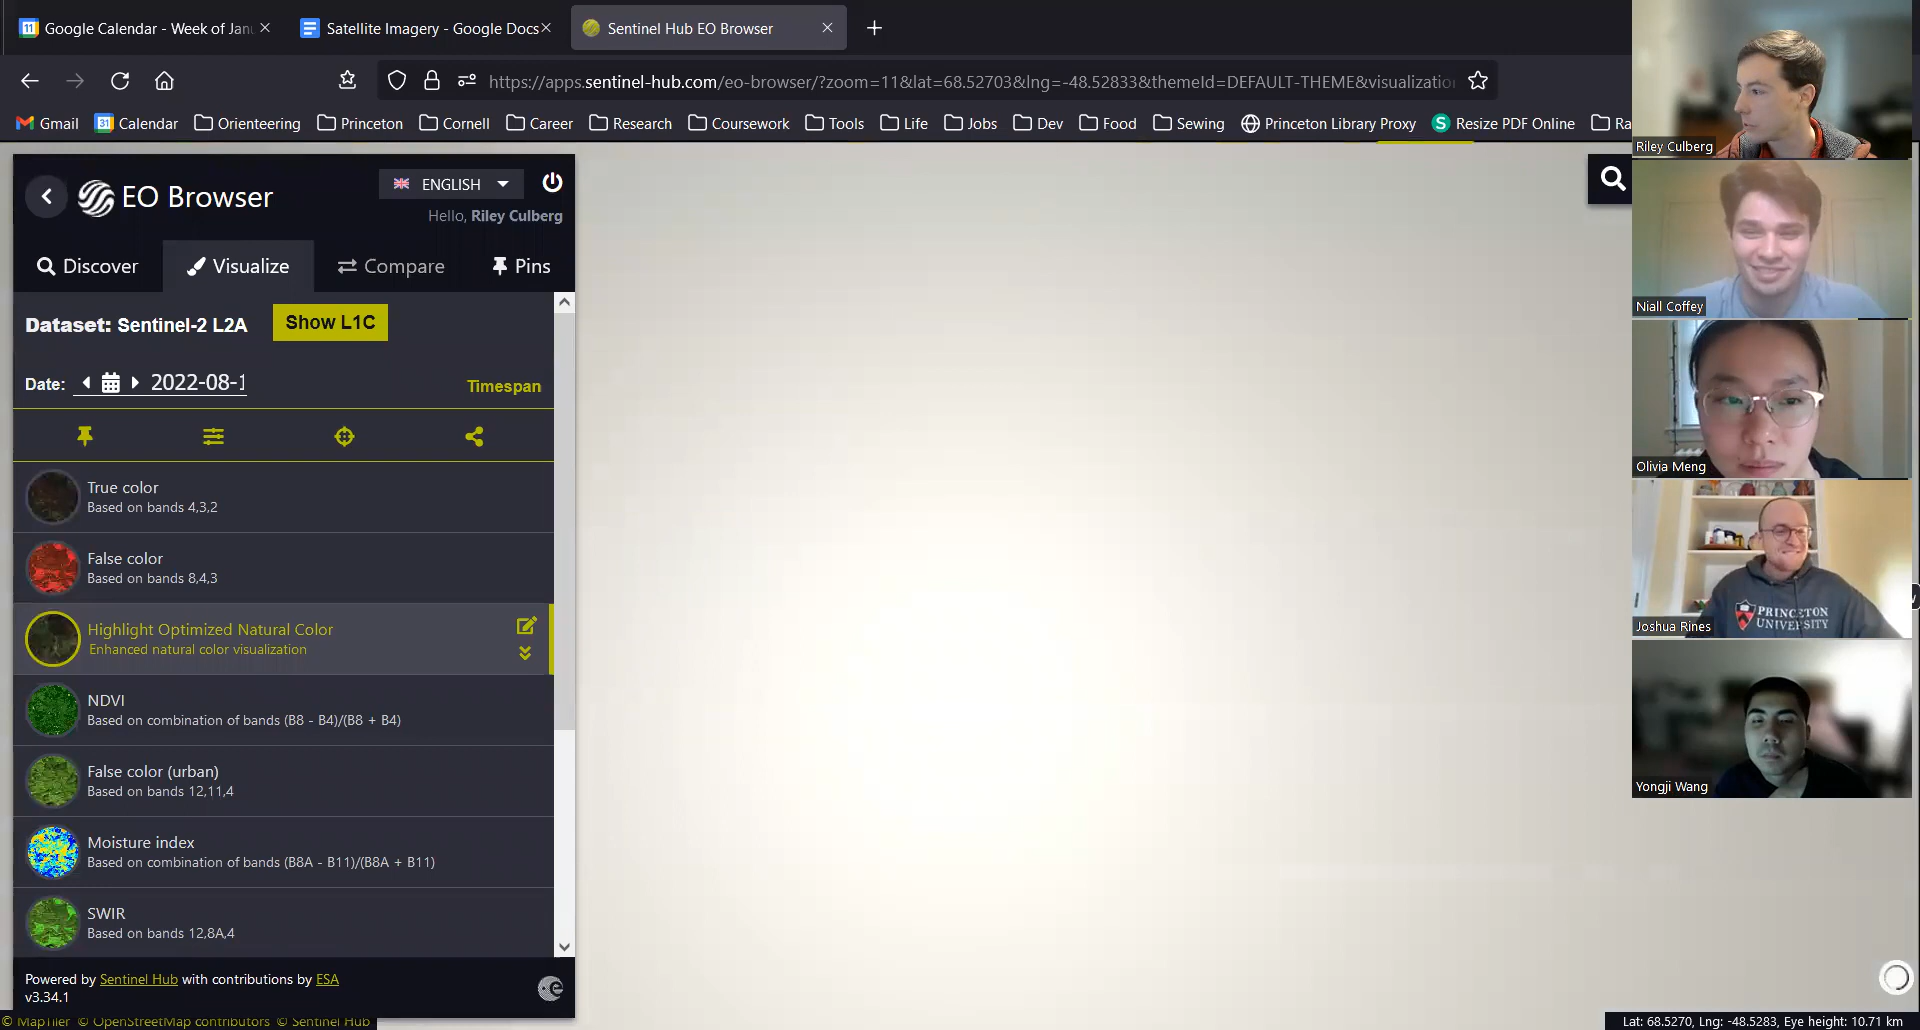 Google Calendar - Week of Janu
Satellite Imagery - Google Docs
Sentinel Hub EO Browser
https://apps.sentinel-hub.com/eo-browser/?zoom=11&lat=68.52703&lng=-48.52833&themeId=DEFAULT-THEME&visualizatio
Gmail
31
Calendar
Orienteering
Princeton
Cornell
Career
Research
Coursework
Tools
Life
Jobs
Dev
Food
Sewing
Princeton Library Proxy
S
Resize PDF Online
Ra
Riley Culberg
EO Browser
ENGLISH
Hello, Riley Culberg
Discover
Visualize
Compare
Pins
Dataset: Sentinel-2 L2A
Show L1C
Date:
2022-08-1
Timespan
True color
Based on bands 4,3,2
False color
Based on bands 8,4,3
Highlight Optimized Natural Color
Enhanced natural color visualization
NDVI
Based on combination of bands (B8 - B4)/(B8 + B4)
False color (urban)
Based on bands 12,11,4
Moisture index
Based on combination of bands (B8A - B11)/(B8A + B11)
SWIR
Based on bands 12,8A,4
Powered by Sentinel Hub with contributions by ESA
v3.34.1
© MapTiler © OpenStreetMap contributors © Sentinel Hub
Niall Coffey
Olivia Meng
PRINCETON
UNIVERSITY
Joshua Rines
Yongji Wang
Lat: 68.5270, Lng: -48.5283, Eye height: 10.71 km